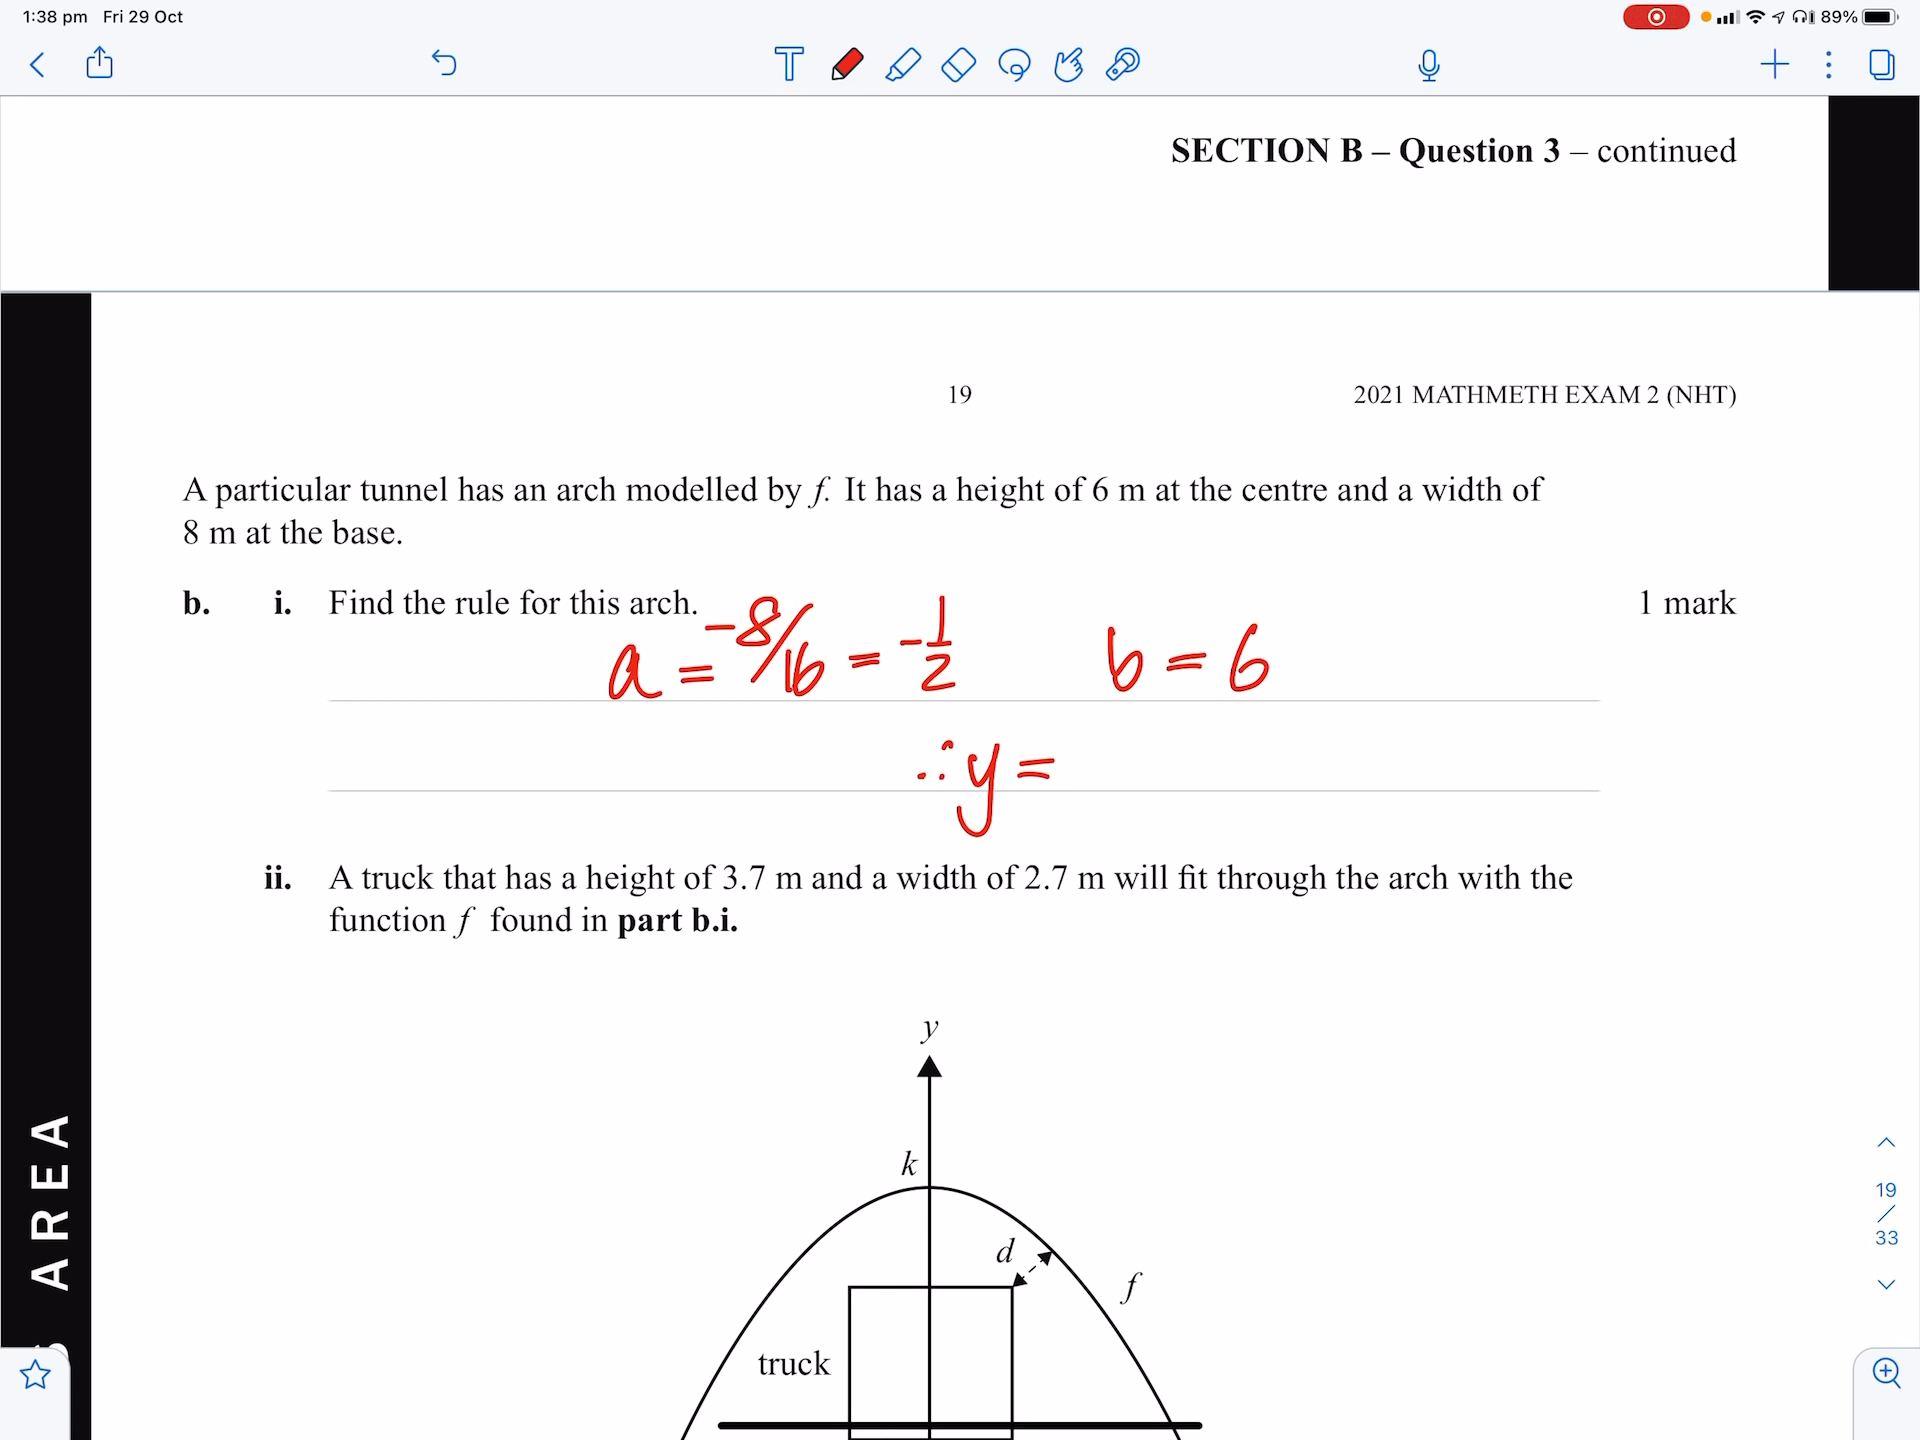 1:38 pm Fri 29 Oct
89%
SECTION B – Question 3 – continued
19 2021 MATHMETH EXAM 2 (NHT)
A particular tunnel has an arch modelled by f. It has a height of 6 m at the centre and a width of
8 m at the base.
b. i. Find the rule for this arch. 1 mark
a = -8/16 = -1/2 b = 6
∴ y =
ii. A truck that has a height of 3.7 m and a width of 2.7 m will fit through the arch with the
function f found in part b.i.
y
k
d
f
truck
AREA
19
/
33